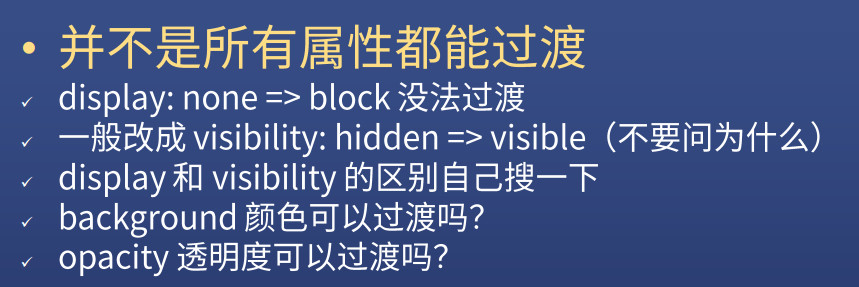 • 并不是所有属性都能过渡
✓ display: none => block 没法过渡
✓ 一般改成 visibility: hidden => visible（不要问为什么）
✓ display 和 visibility 的区别自己搜一下
✓ background 颜色可以过渡吗？
✓ opacity 透明度可以过渡吗？